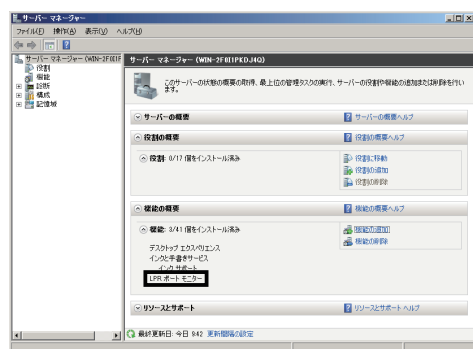 サーバー マネージャー
ファイル(F) 操作(A) 表示(V) ヘルプ(H)
サーバー マネージャー (WIN-2F0I1F
役割
機能
診断
構成
記憶域
サーバー マネージャー (WIN-2F0I1PKDJ4Q)
このサーバーの状態の概要の取得、最上位の管理タスクの実行、サーバーの役割や機能の追加または削除を行います。
サーバーの概要
サーバーの概要ヘルプ
役割の概要
役割の概要ヘルプ
役割: 0/17 個をインストール済み
役割に移動
役割の追加
役割の削除
機能の概要
機能の概要ヘルプ
機能: 3/41 個をインストール済み
機能の追加
機能の削除
デスクトップ エクスペリエンス
インクと手書きサービス
インク サポート
LPR ポート モニター
リソースとサポート
リソースとサポート ヘルプ
最終更新日: 今日 9:42 更新間隔の設定